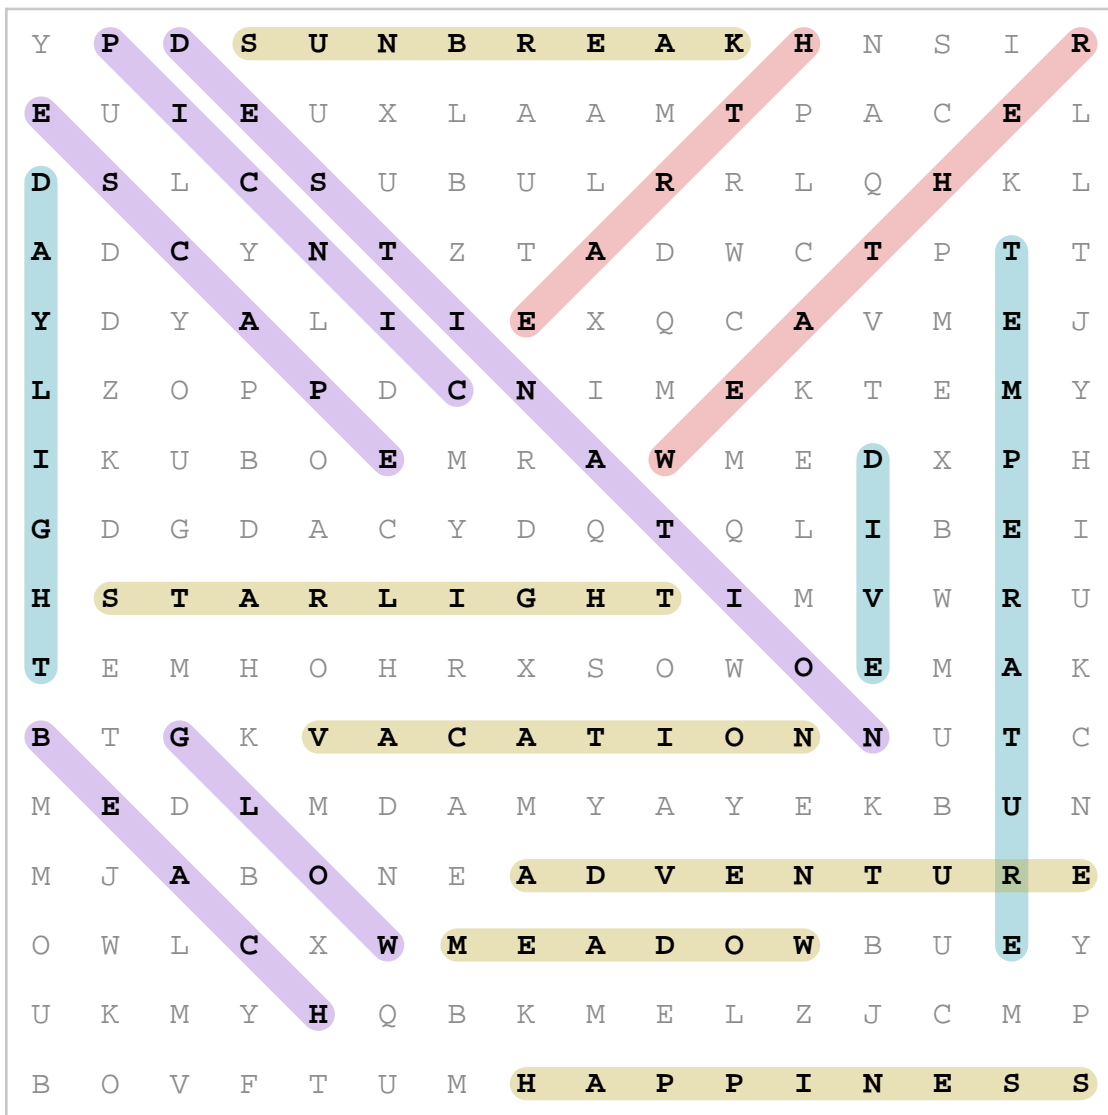 Y P D S U N B R E A K H N S I R
E U I E U X L A A M T P A C E L
D S L C S U B U L R R L Q H K L
A D C Y N T Z T A D W C T P T T
Y D Y A L I I E X Q C A V M E J
L Z O P P D C N I M E K T E M Y
I K U B O E M R A W M E D X P H
G D G D A C Y D Q T Q L I B E I
H S T A R L I G H T I M V W R U
T E M H O H R X S O W O E M A K
B T G K V A C A T I O N N U T C
M E D L M D A M Y A Y E K B U N
M J A B O N E A D V E N T U R E
O W L C X W M E A D O W B U E Y
U K M Y H Q B K M E L Z J C M P
B O V F T U M H A P P I N E S S